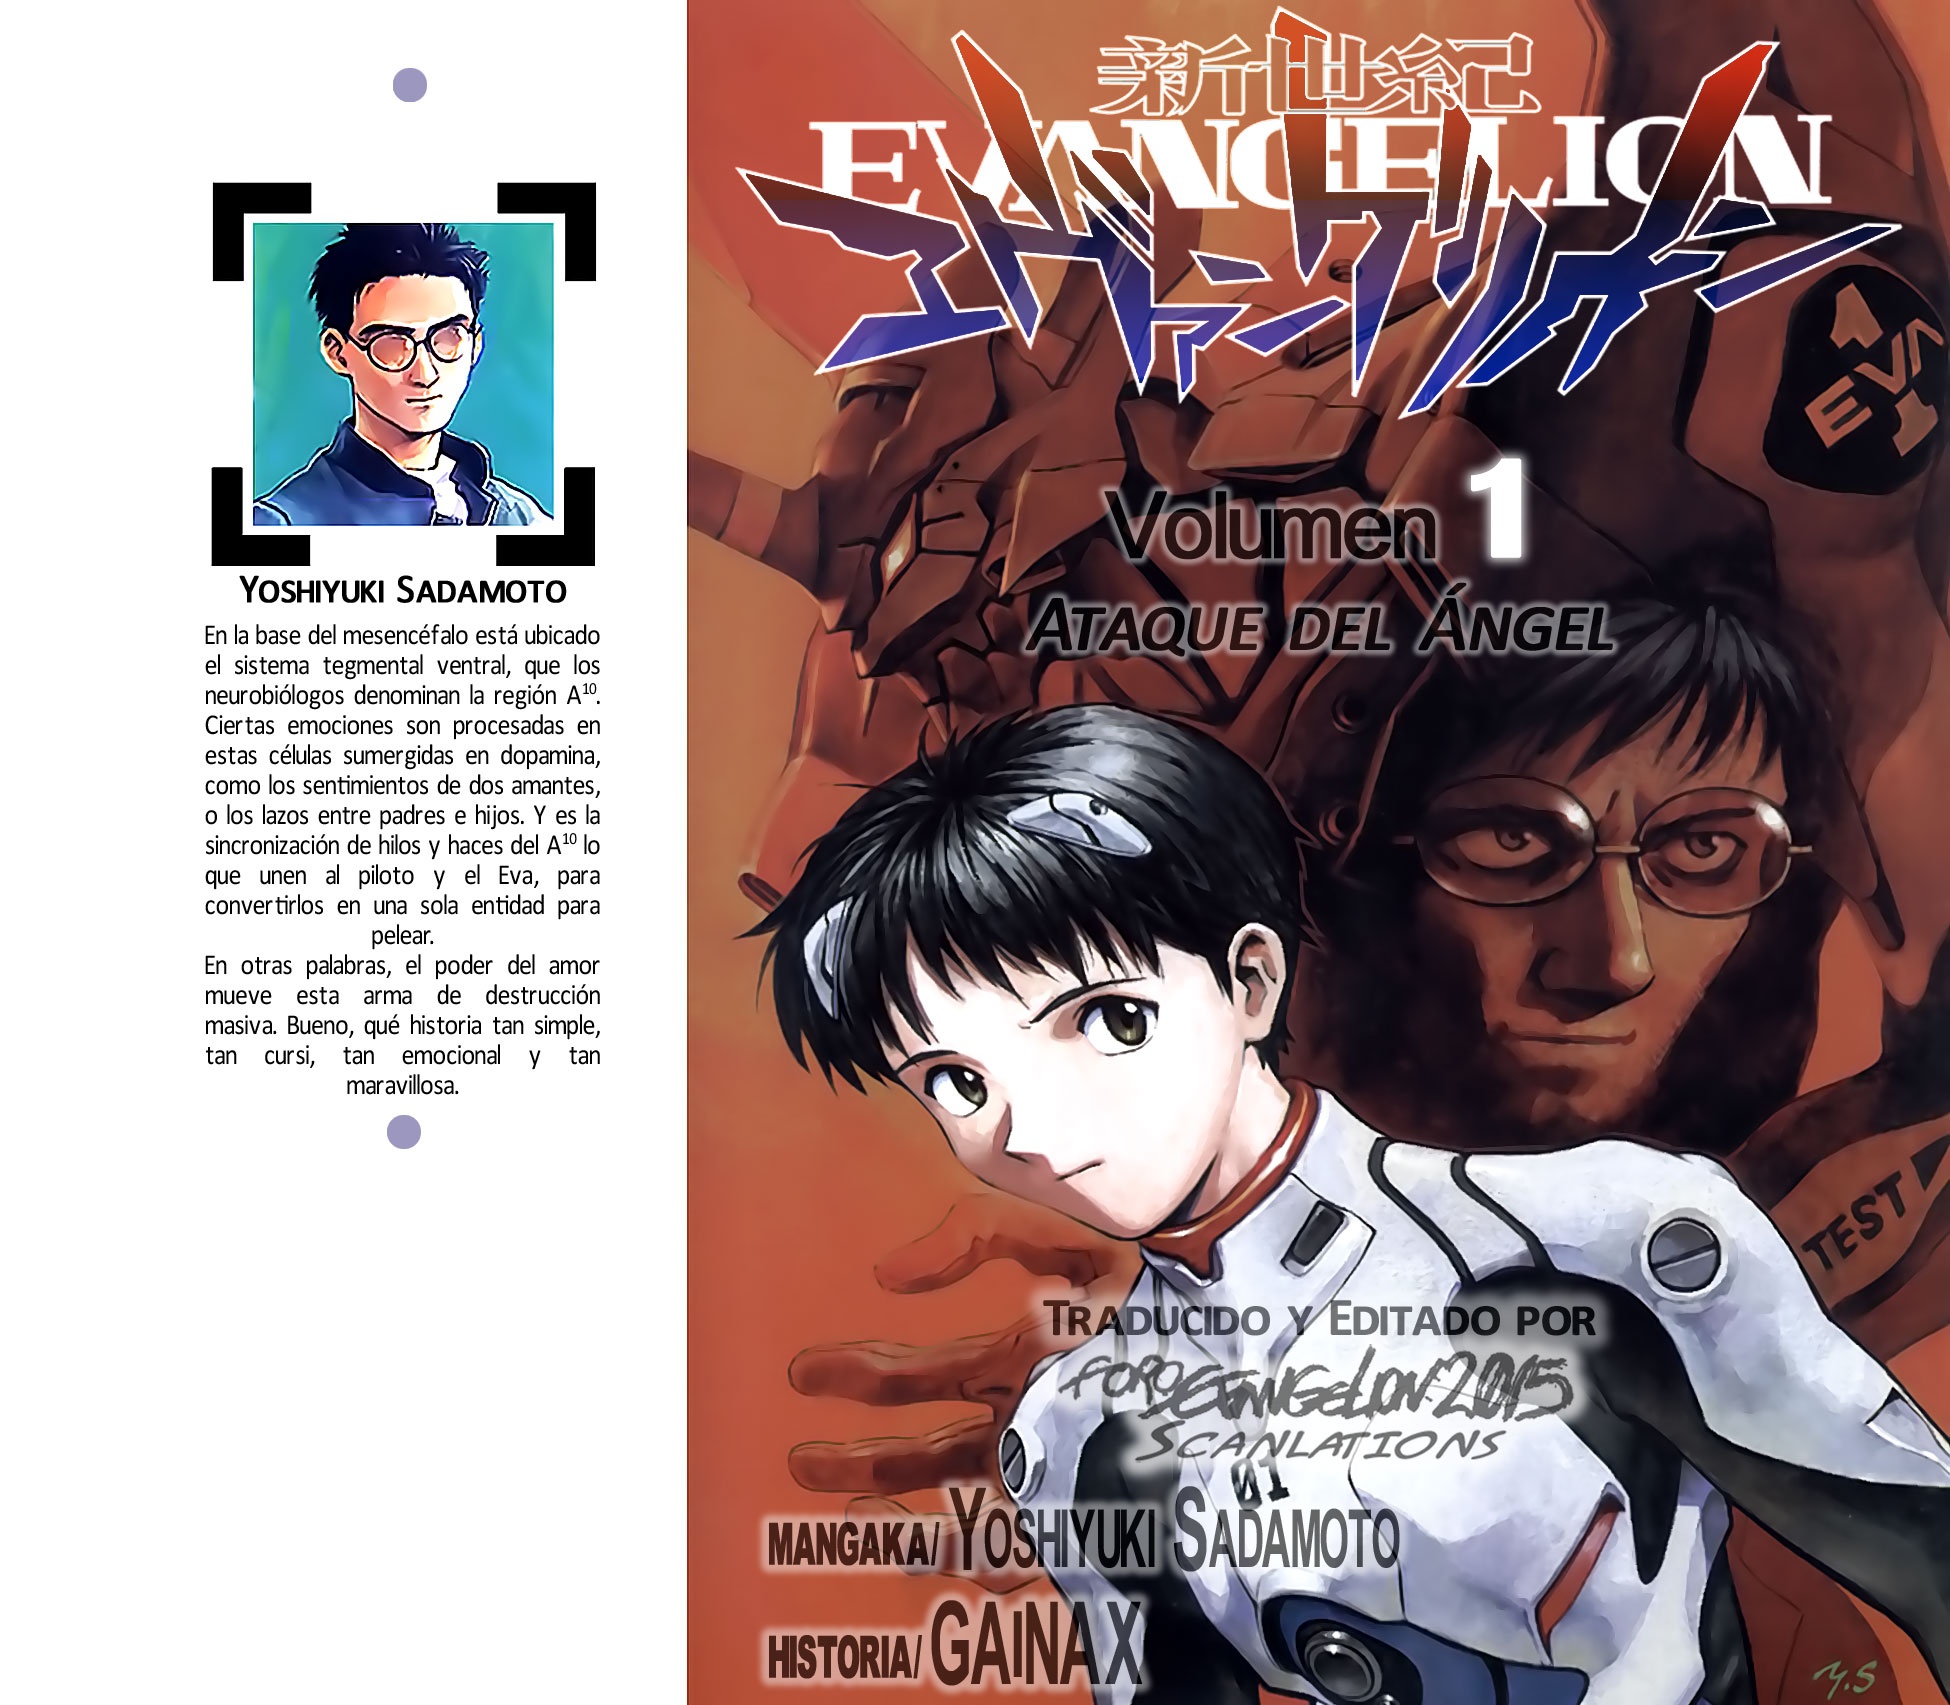 YOSHIYUKI SADAMOTO
En la base del mesencéfalo está ubicado
el sistema tegmental ventral, que los
neurobiólogos denominan la región A¹⁰.
Ciertas emociones son procesadas en
estas células sumergidas en dopamina,
como los sentimientos de dos amantes,
o los lazos entre padres e hijos. Y es la
sincronización de hilos y haces del A¹⁰ lo
que unen al piloto y el Eva, para
convertirlos en una sola entidad para
pelear.
En otras palabras, el poder del amor
mueve esta arma de destrucción
masiva. Bueno, qué historia tan simple,
tan cursi, tan emocional y tan
maravillosa.
新世紀
EVANGELION
エヴァンゲリオン
1
EVA
1
Volumen 1
ATAQUE DEL ÁNGEL
TEST
TRADUCIDO Y EDITADO POR
FORO EVANGELION 2015
SCANLATIONS
01
MANGAKA/ YOSHIYUKI SADAMOTO
HISTORIA/ GAiNAX
Y.S